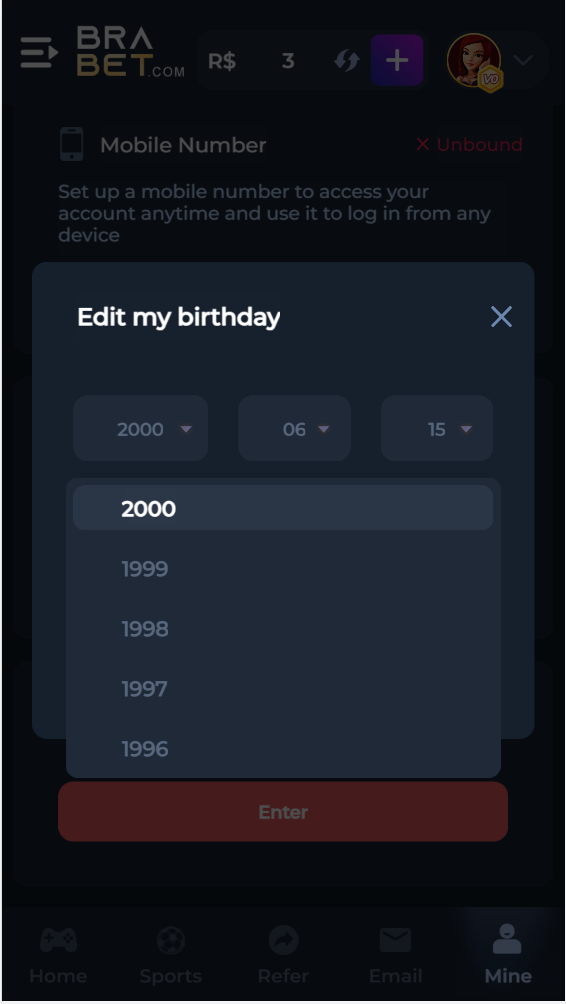 BRA
BET.COM
R$ 3
V0
Mobile Number
Unbound
Set up a mobile number to access your
account anytime and use it to log in from any
device
Edit my birthday
2000 06 15
2000
1999
1998
1997
1996
Enter
Home Sports Refer Email Mine